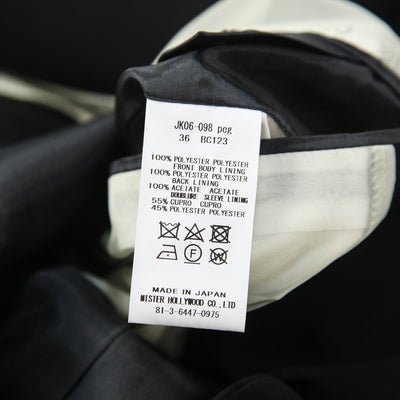 JK06-098 peg
36 BC123
100% POLYESTER POLYESTER
FRONT BODY LINING
100% POLYESTER POLYESTER
BACK LINING
100% ACETATE ACETATE
DOUBLURE SLEEVE LINING
55% CUPRO CUPRO
45% POLYESTER POLYESTER
F
MADE IN JAPAN
MISTER HOLLYWOOD CO.,LTD
81-3-6447-0975